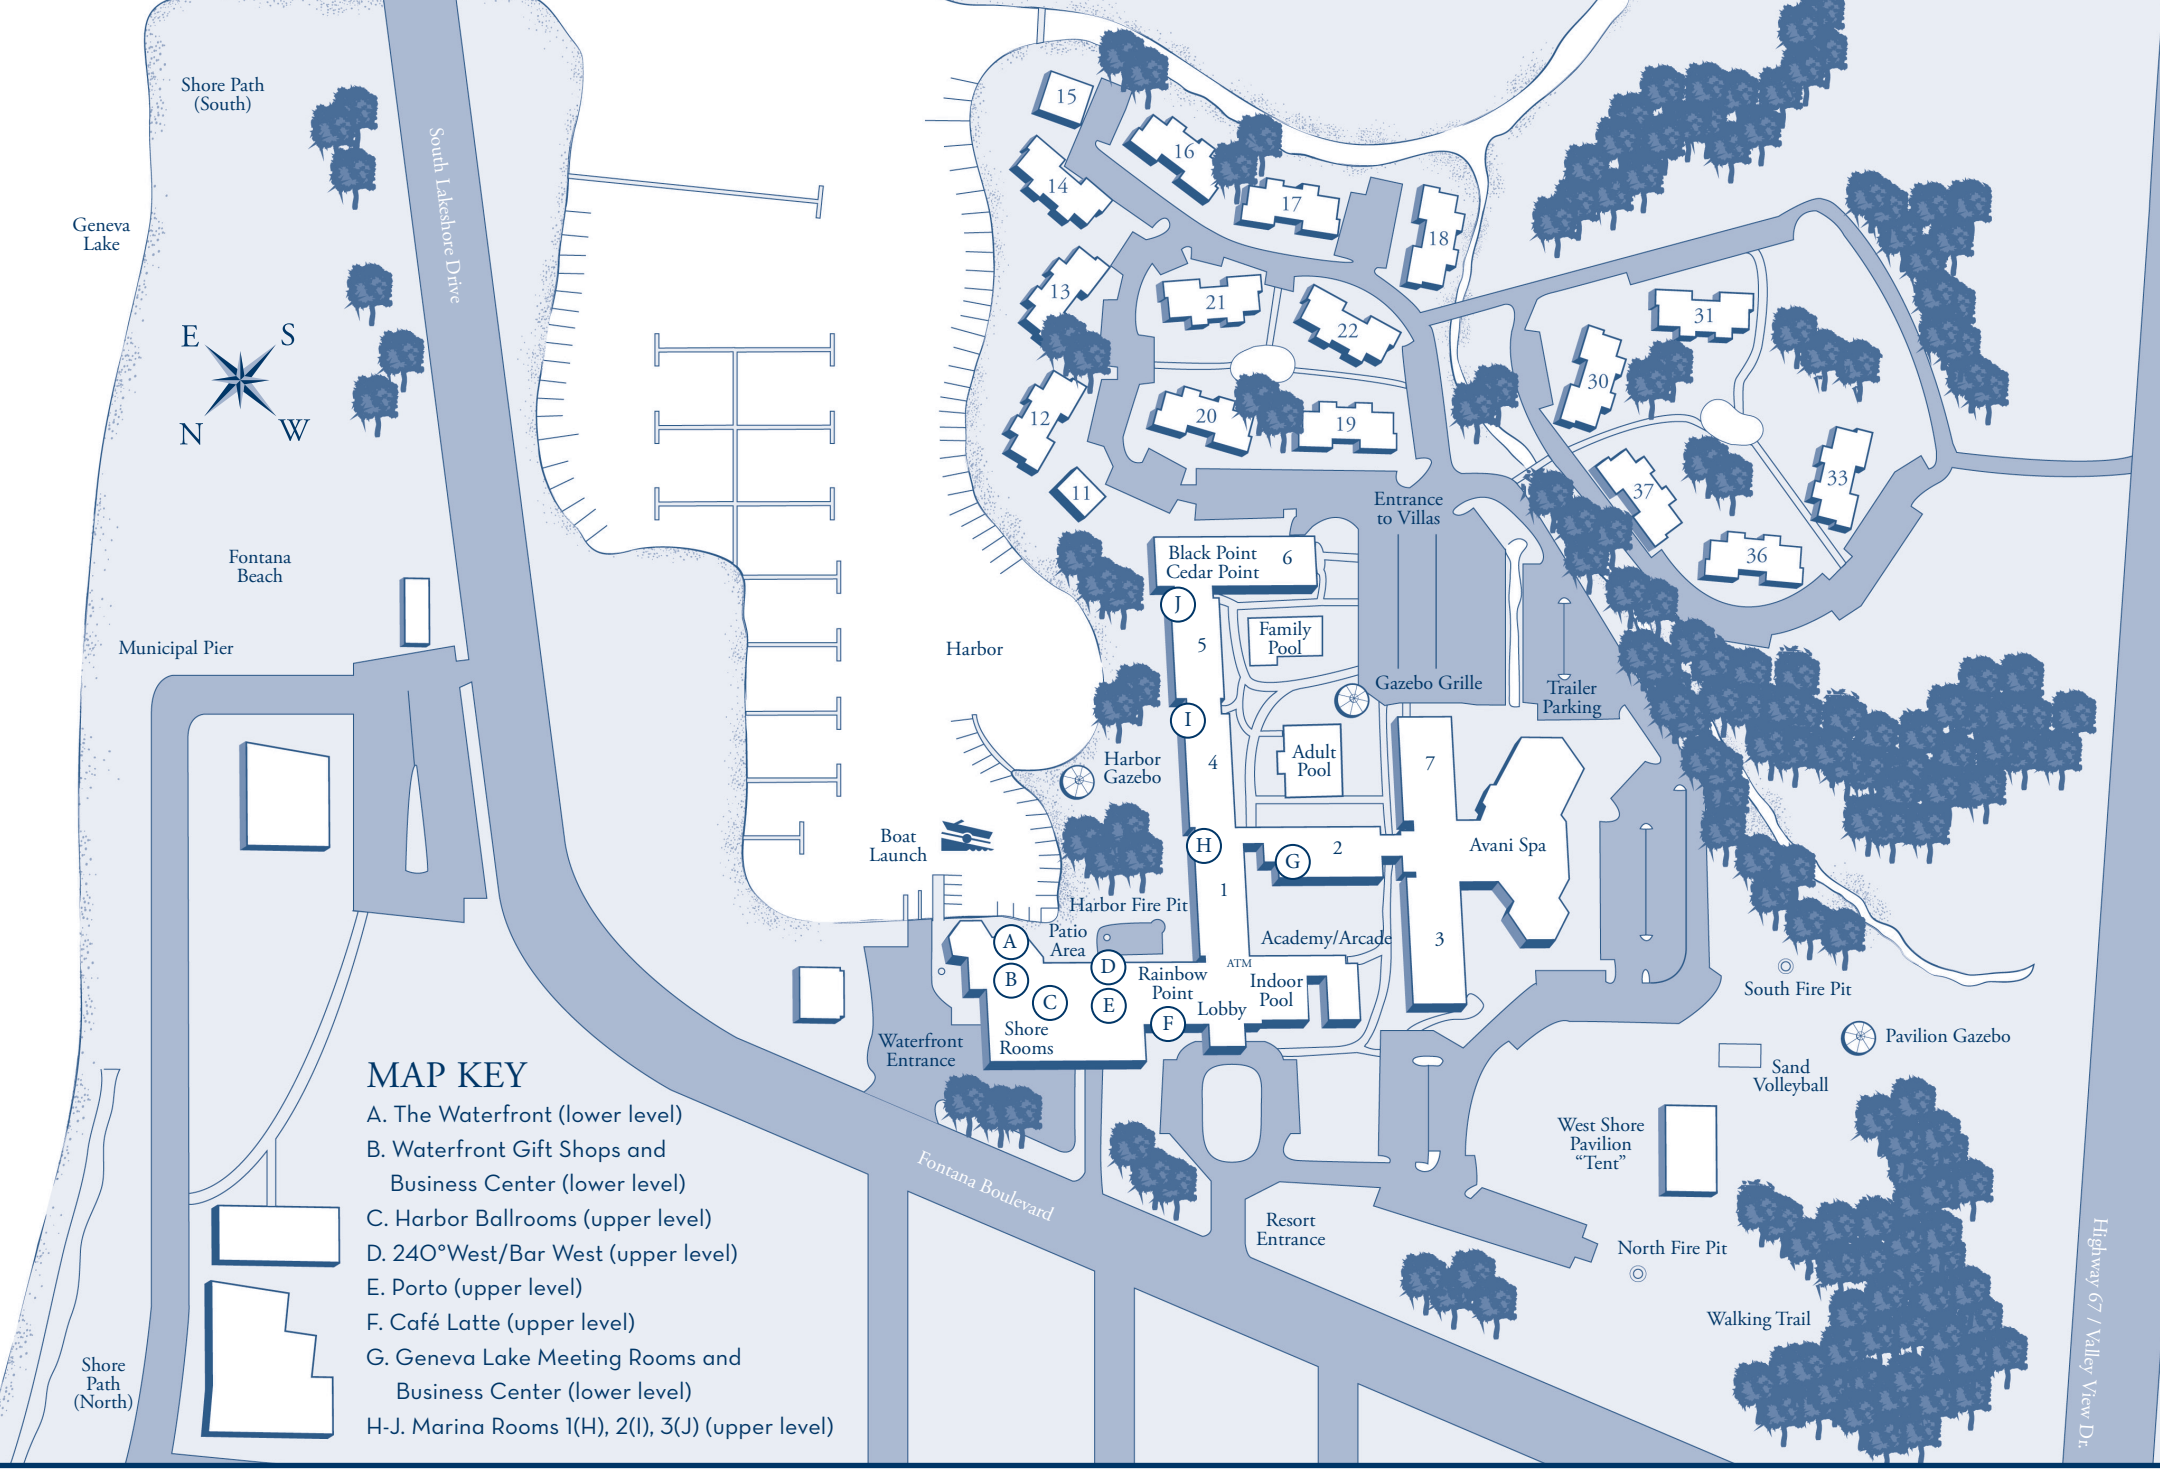 Shore Path
(South)
South Lakeshore Drive
Geneva
Lake
E
S
N
W
Fontana
Beach
Municipal Pier
Harbor
Boat
Launch
Harbor
Gazebo
Harbor Fire Pit
Patio
Area
15
16
14
17
18
13
21
22
12
20
19
11
31
30
37
33
36
Entrance
to Villas
Black Point
Cedar Point
6
J
5
Family
Pool
I
Gazebo Grille
Trailer
Parking
4
Adult
Pool
7
H
G
2
Avani Spa
1
3
Academy/Arcade
A
B
C
D
E
F
Rainbow
Point
ATM
Indoor
Pool
Lobby
Shore
Rooms
Waterfront
Entrance
South Fire Pit
Pavilion Gazebo
Sand
Volleyball
West Shore
Pavilion
“Tent”
Resort
Entrance
North Fire Pit
Walking Trail
Fontana Boulevard
Highway 67 / Valley View Dr.
Shore
Path
(North)
MAP KEY
A. The Waterfront (lower level)
B. Waterfront Gift Shops and
Business Center (lower level)
C. Harbor Ballrooms (upper level)
D. 240°West/Bar West (upper level)
E. Porto (upper level)
F. Café Latte (upper level)
G. Geneva Lake Meeting Rooms and
Business Center (lower level)
H-J. Marina Rooms 1(H), 2(I), 3(J) (upper level)